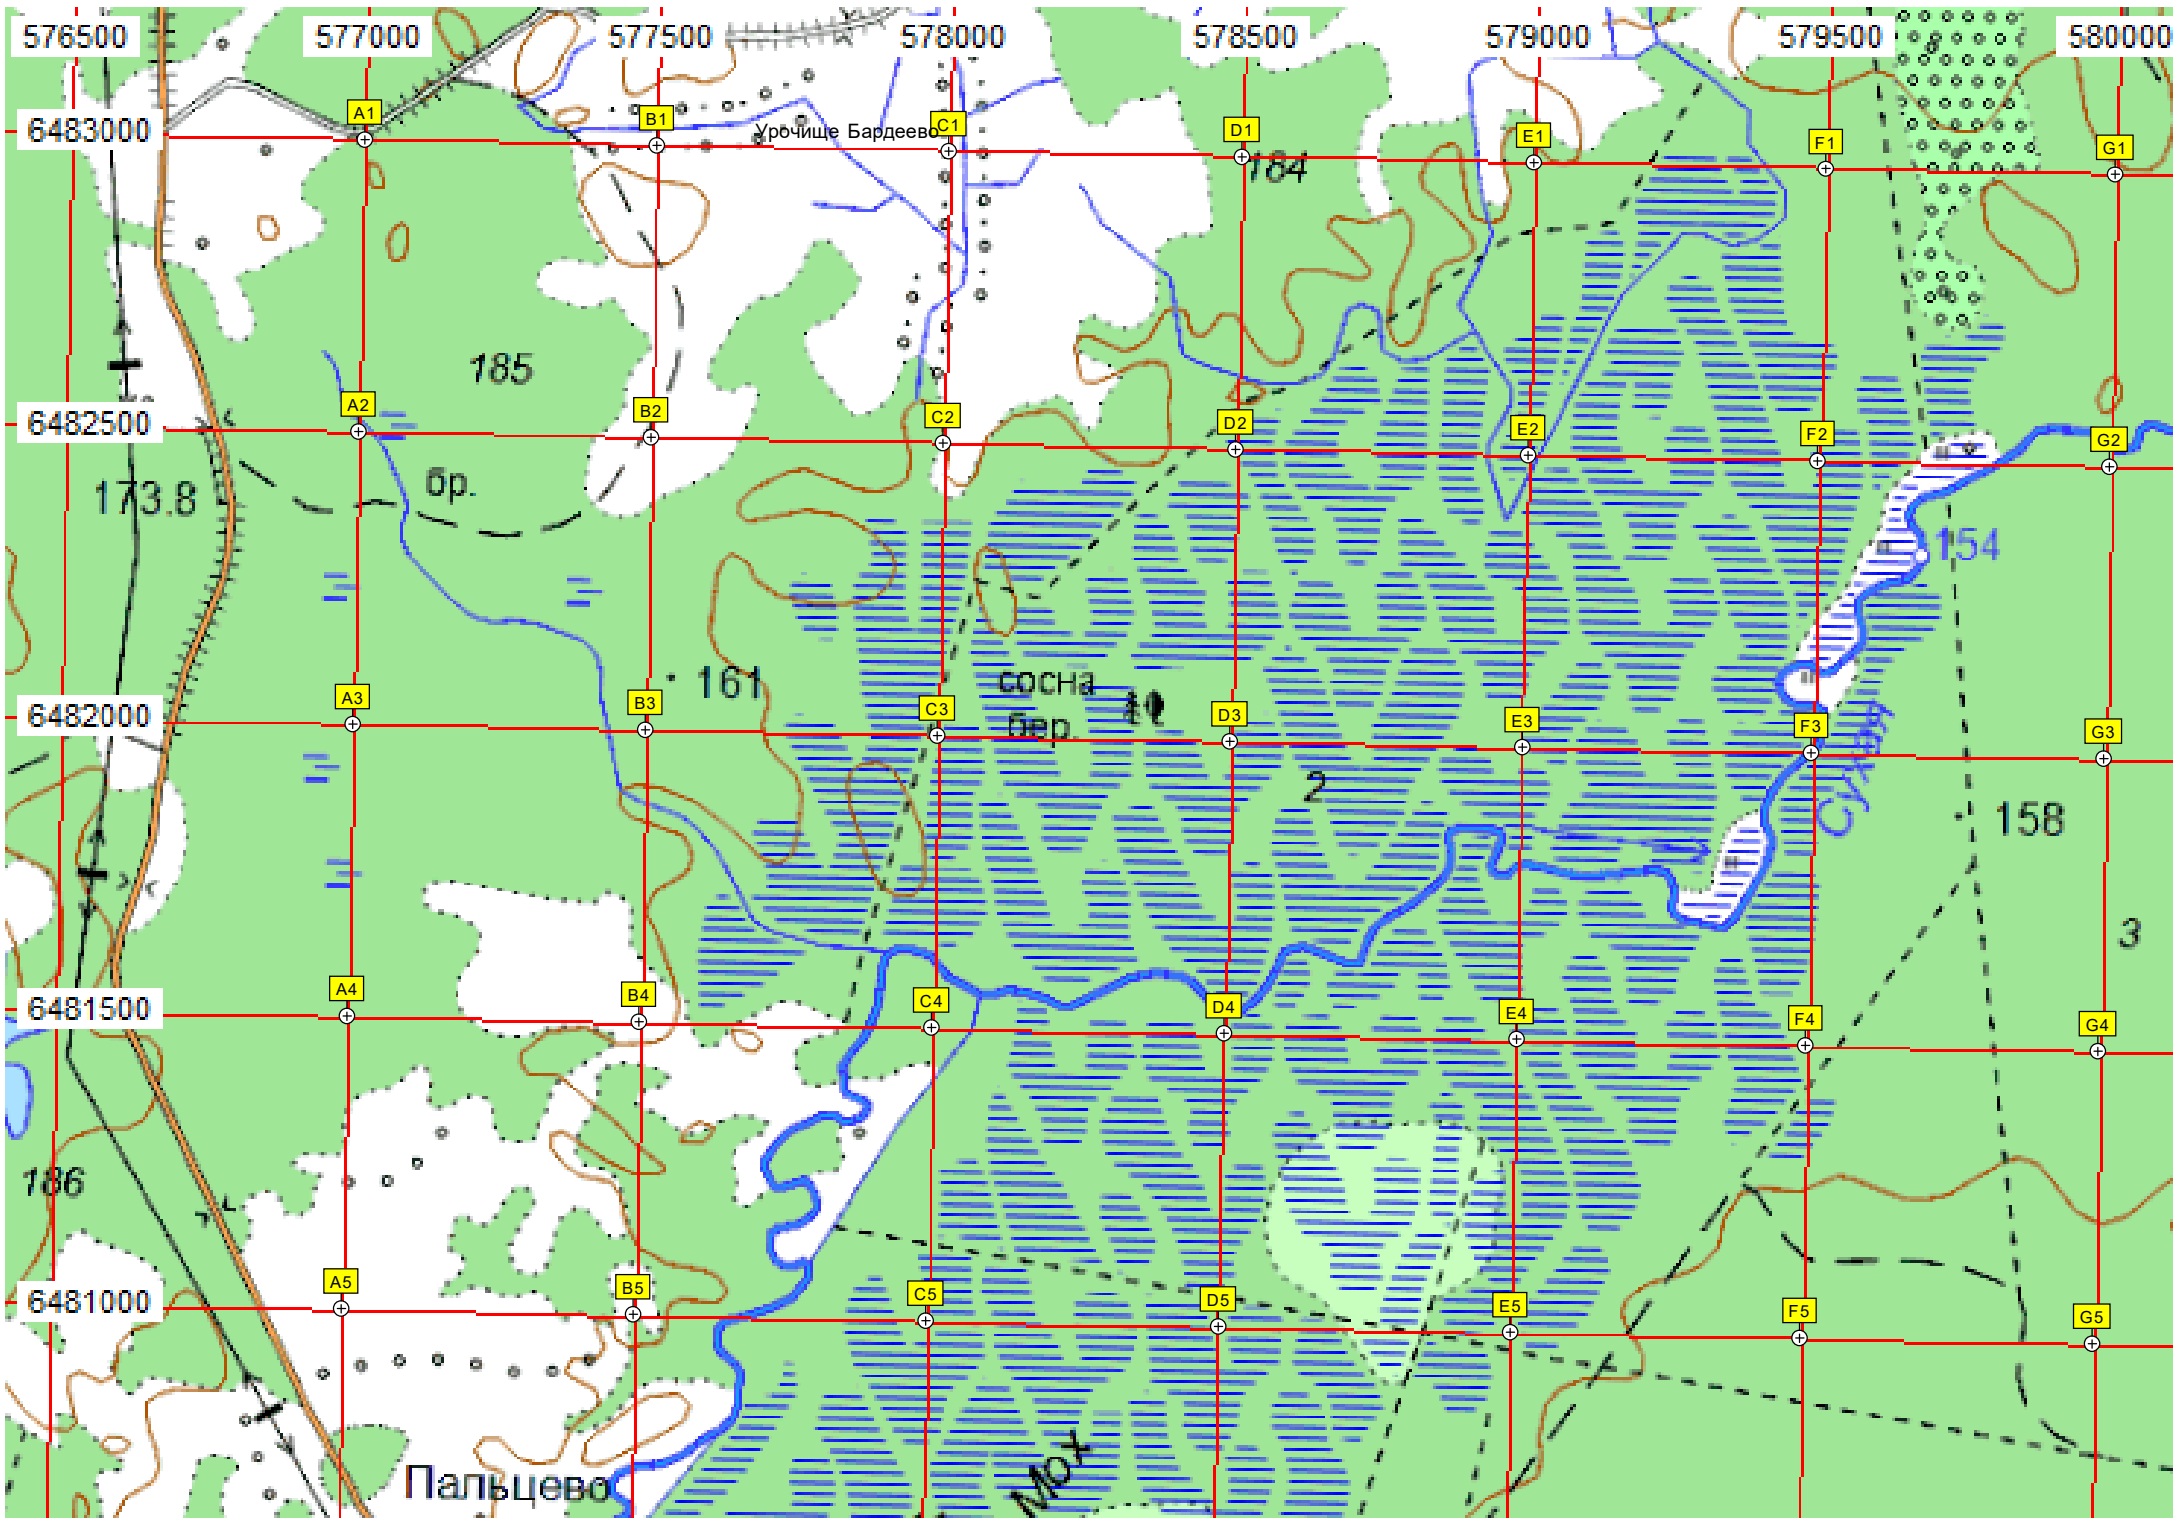 576500 577000 577500 578000 578500 579000 579500 580000
6483000 A1 B1 Урочище Бардеево C1 D1 E1 F1 G1
184
185
6482500 A2 B2 C2 D2 E2 F2 G2
173.8 бр.
154
161 сосна
бер.
6482000 A3 B3 C3 D3 E3 F3 G3
Сухая
2
158
3
6481500 A4 B4 C4 D4 E4 F4 G4
186
6481000 A5 B5 C5 D5 E5 F5 G5
Пальцево Мох